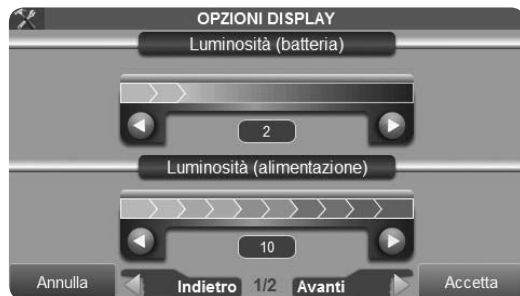 OPZIONI DISPLAY
Luminosità (batteria)
2
Luminosità (alimentazione)
10
Annulla Indietro 1/2 Avanti Accetta